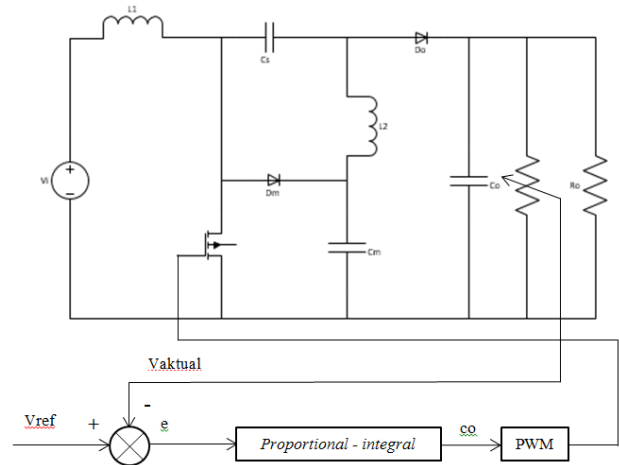 L1
Cs
Do
L2
Vi
+
−
Dm
Co
Ro
Cm
Vaktual
-
Vref
+
e
Proportional - integral
co
PWM